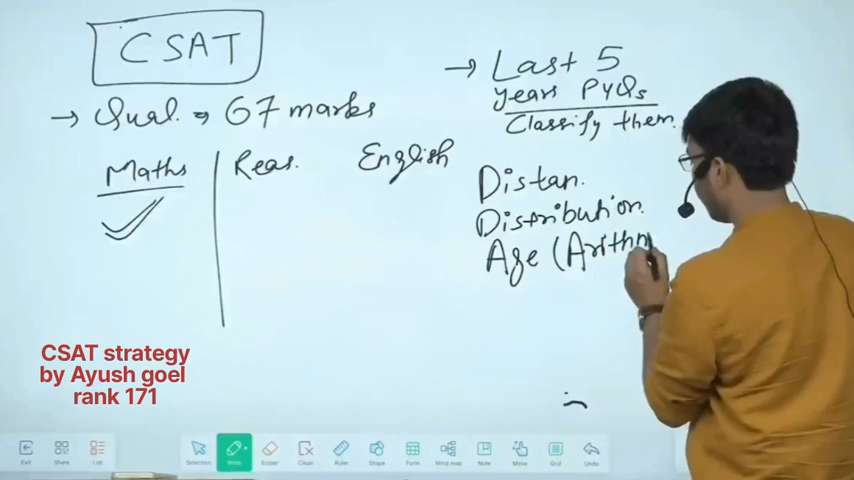 CSAT
→ Qual. ⇒ 67 marks
Maths Reas. English
→ Last 5
years PYQs
Classify them.
Distan.
Distribution.
Age (Arithm
CSAT strategy
by Ayush goel
rank 171
Exit Share List Selection Eraser Clean Ruler Shape Form Mind map Note Move Grid Undo